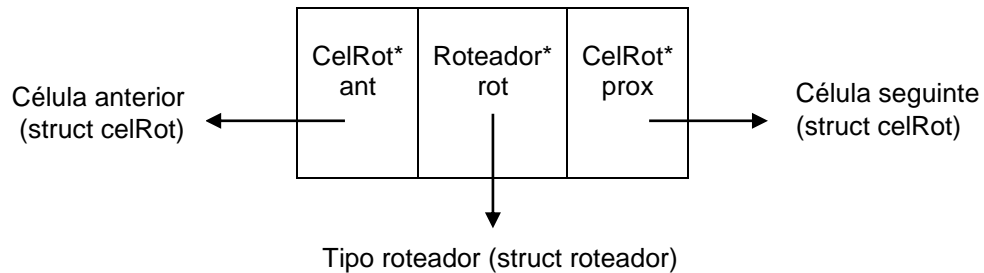 CelRot*
ant
Roteador*
rot
CelRot*
prox
Célula anterior
(struct celRot)
Célula seguinte
(struct celRot)
Tipo roteador (struct roteador)